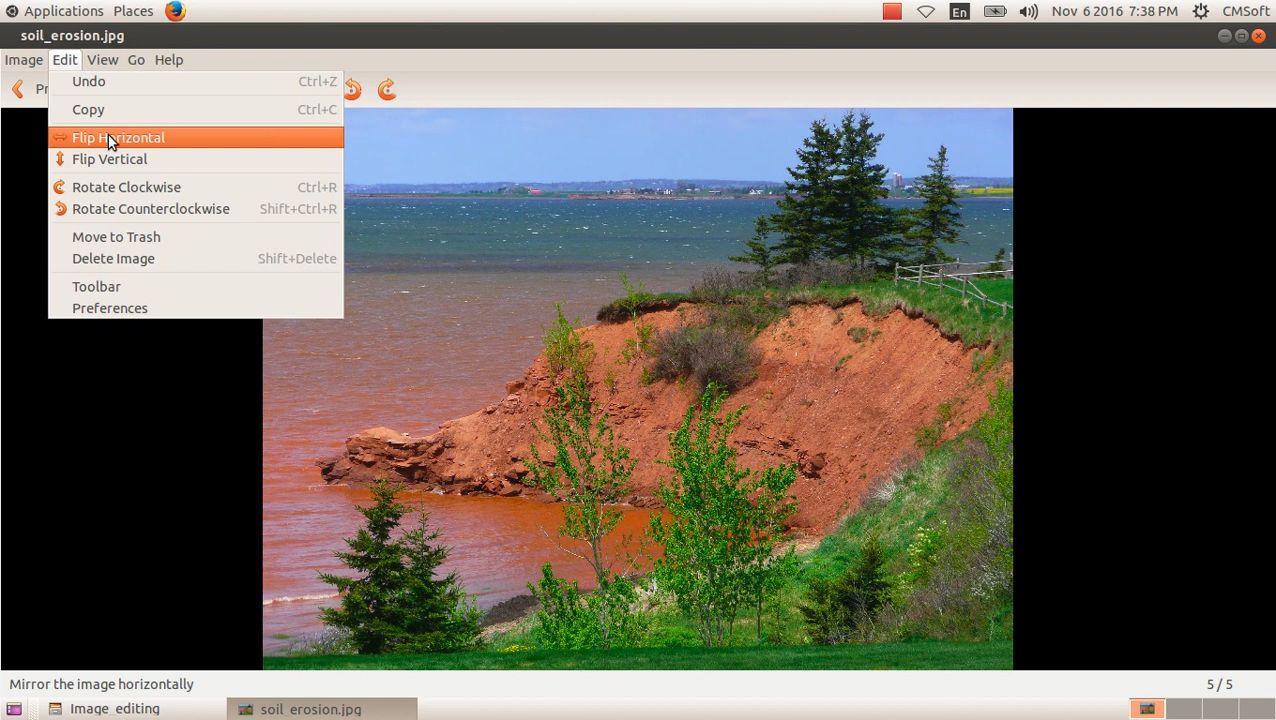 Applications Places En Nov 6 2016 7:38 PM CMSoft
soil_erosion.jpg
Image Edit View Go Help
Undo Ctrl+Z
Copy Ctrl+C
Flip Horizontal
Flip Vertical
Rotate Clockwise Ctrl+R
Rotate Counterclockwise Shift+Ctrl+R
Move to Trash
Delete Image Shift+Delete
Toolbar
Preferences
Mirror the image horizontally 5 / 5
Image_editing soil_erosion.jpg